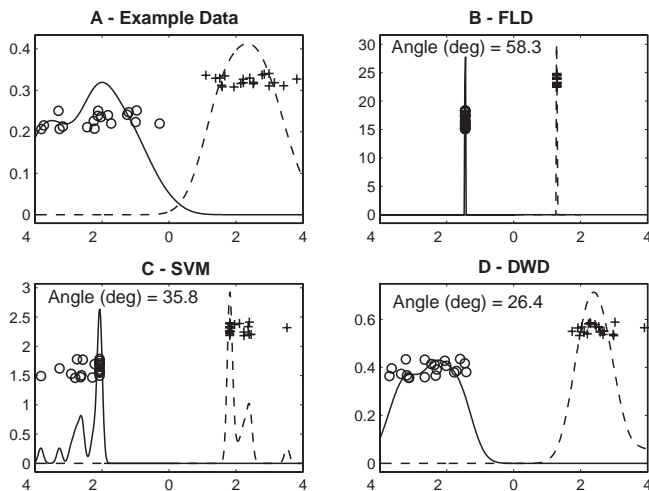 A - Example Data
0.4
0.3
0.2
0.1
0
4 2 0 2 4
B - FLD
Angle (deg) = 58.3
30
25
20
15
10
5
0
4 2 0 2 4
C - SVM
Angle (deg) = 35.8
3
2.5
2
1.5
1
0.5
0
4 2 0 2 4
D - DWD
Angle (deg) = 26.4
0.6
0.4
0.2
0
4 2 0 2 4